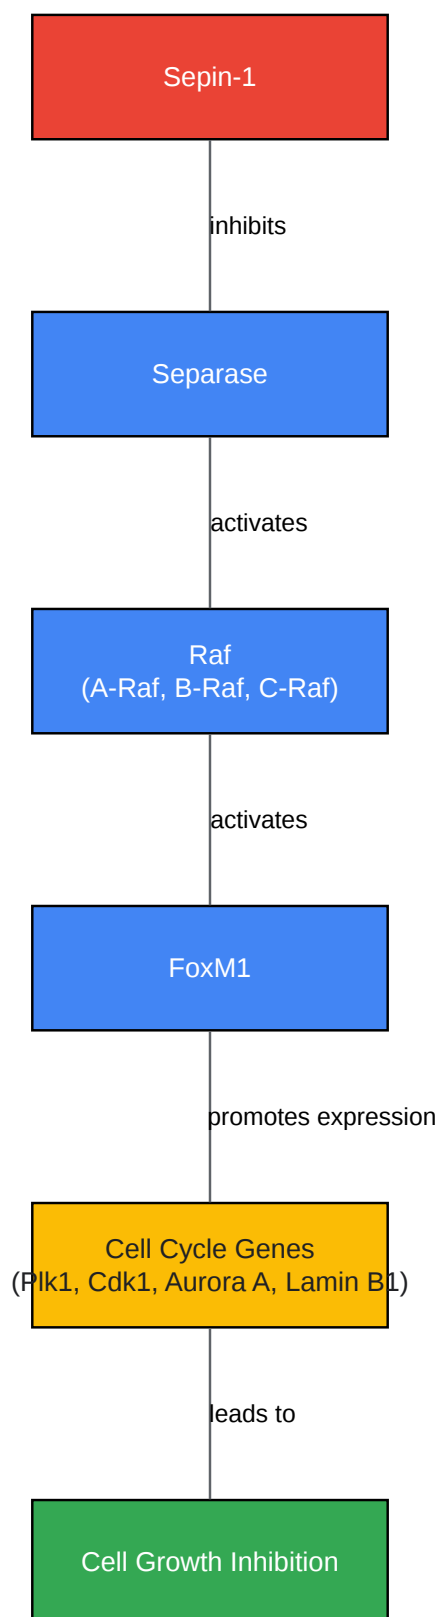 Sepin-1
inhibits
Separase
activates
Raf
(A-Raf, B-Raf, C-Raf)
activates
FoxM1
promotes expression
Cell Cycle Genes
(Plk1, Cdk1, Aurora A, Lamin B1)
leads to
Cell Growth Inhibition